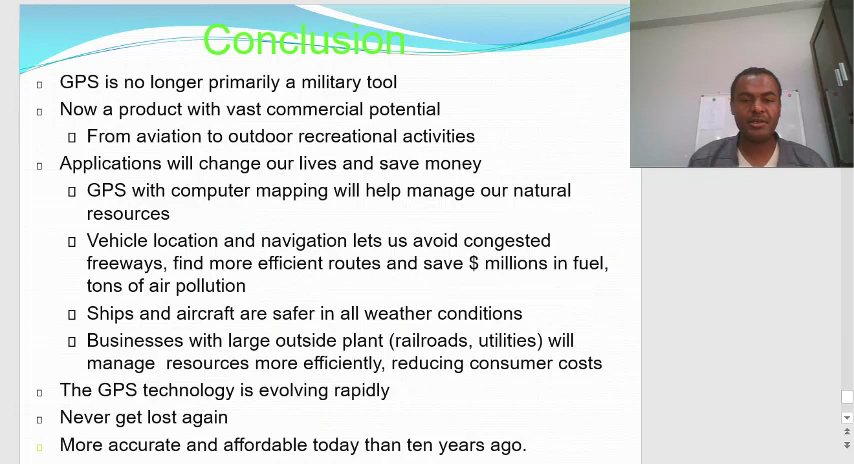 Conclusion
GPS is no longer primarily a military tool
Now a product with vast commercial potential
From aviation to outdoor recreational activities
Applications will change our lives and save money
GPS with computer mapping will help manage our natural
resources
Vehicle location and navigation lets us avoid congested
freeways, find more efficient routes and save $ millions in fuel,
tons of air pollution
Ships and aircraft are safer in all weather conditions
Businesses with large outside plant (railroads, utilities) will
manage  resources more efficiently, reducing consumer costs
The GPS technology is evolving rapidly
Never get lost again
More accurate and affordable today than ten years ago.